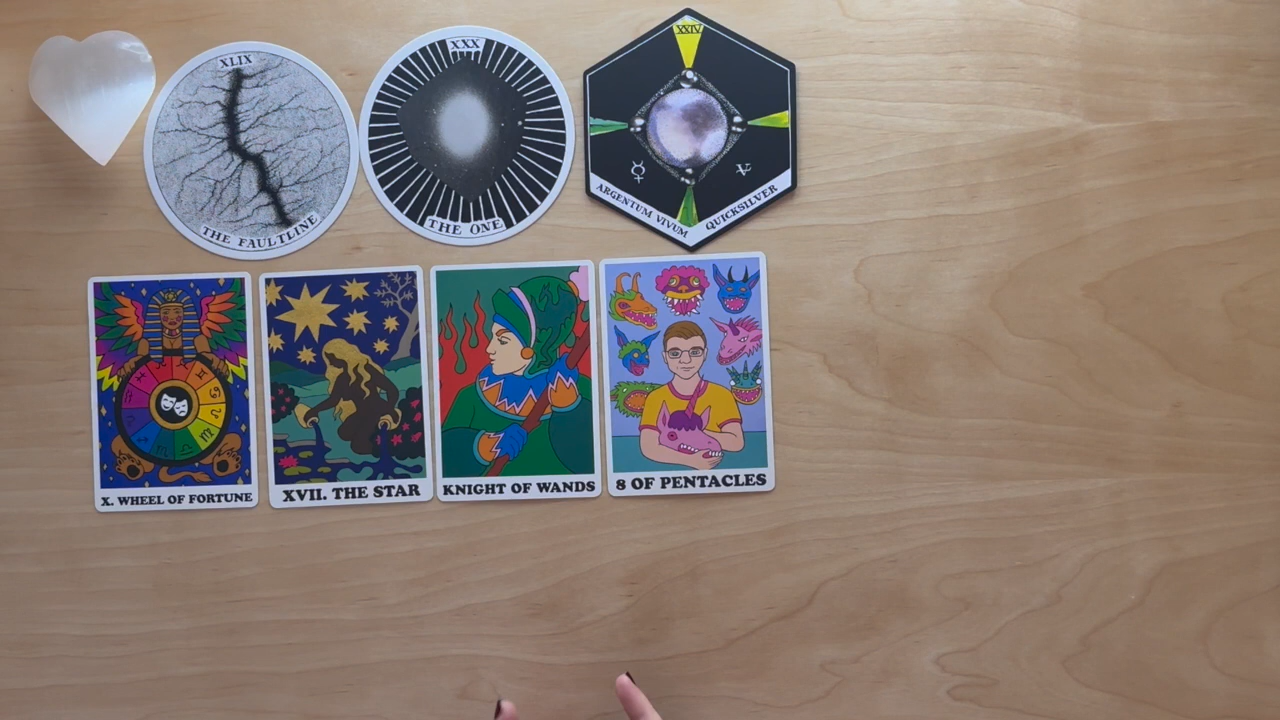 XLIX
THE FAULTLINE
XXX
THE ONE
XXIV
ARGENTUM VIVUM
QUICKSILVER
X. WHEEL OF FORTUNE
XVII. THE STAR
KNIGHT OF WANDS
8 OF PENTACLES